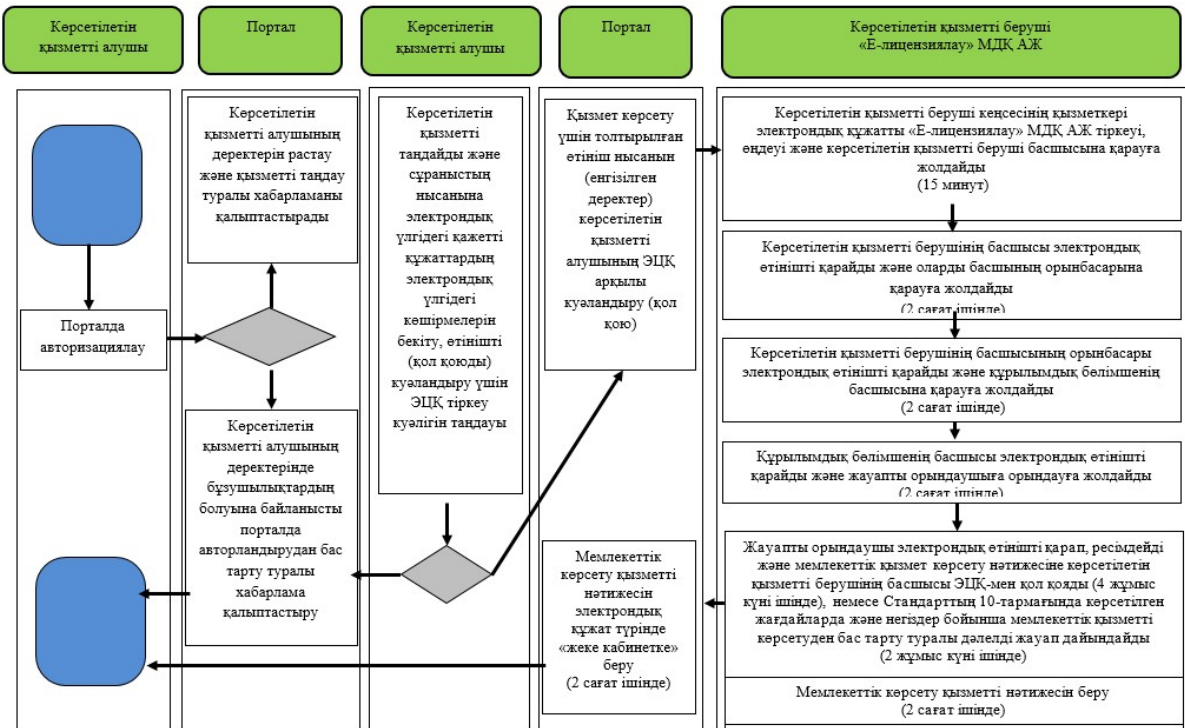 Көрсетілетін
қызметті алушы
Портал
Көрсетілетін
қызметті алушы
Портал
Көрсетілетін қызметті беруші
«Е-лицензиялау» МДҚ АЖ
Порталда
авторизациялау
Көрсетілетін
қызметті алушының
деректерін растау
және қызметті таңдау
туралы хабарламаны
қалыптастырады
Көрсетілетін
қызметті алушының
деректерінде
бұзушылықтардың
болуына байланысты
порталда
авторландырудан бас
тарту туралы
хабарлама
қалыптастыру
Көрсетілетін
қызметті
таңдайды және
сұраныстың
нысанына
электрондық
үлгідегі қажетті
құжаттардың
электрондық
үлгідегі
көшірмелерін
бекіту, өтінішті
(қол қоюды)
куәландыру үшін
ЭЦҚ тіркеу
куәлігін таңдауы
Қызмет көрсету
үшін толтырылған
өтініш нысанын
(енгізілген
деректер)
көрсетілетін
қызметті
алушының ЭЦҚ
арқылы
куәландыру (қол
қою)
Мемлекеттік
көрсету қызметті
нәтижесін
электрондық
құжат түрінде
«жеке кабинетке»
беру
(2 сағат ішінде)
Көрсетілетін қызметті беруші кеңсесінің қызметкері
электрондық құжатты «Е-лицензиялау» МДҚ АЖ тіркеуі,
өңдеуі және көрсетілетін қызметті беруші басшысына қарауға
жолдайды
(15 минут)
Көрсетілетін қызметті берушінің басшысы электрондық
өтінішті қарайды және оларды басшының орынбасарына
қарауға жолдайды
(2 сағат ішінде)
Көрсетілетін қызметті берушінің басшысының орынбасары
электрондық өтінішті қарайды және құрылымдық бөлімшенің
басшысына қарауға жолдайды
(2 сағат ішінде)
Құрылымдық бөлімшенің басшысы электрондық өтінішті
қарайды және жауапты орындаушыға орындауға жолдайды
(2 сағат ішінде)
Жауапты орындаушы электрондық өтінішті қарап, ресімдейді
және мемлекеттік қызмет көрсету нәтижесіне көрсетілетін
қызметті берушінің басшысы ЭЦҚ-мен қол қояды (4 жұмыс
күні ішінде), немесе Стандарттың 10-тармағында көрсетілген
жағдайларда және негіздер бойынша мемлекеттік қызметті
көрсетуден бас тарту туралы дәлелді жауап дайындайды
(2 жұмыс күні ішінде)
Мемлекеттік көрсету қызметті нәтижесін беру
(2 сағат ішінде)